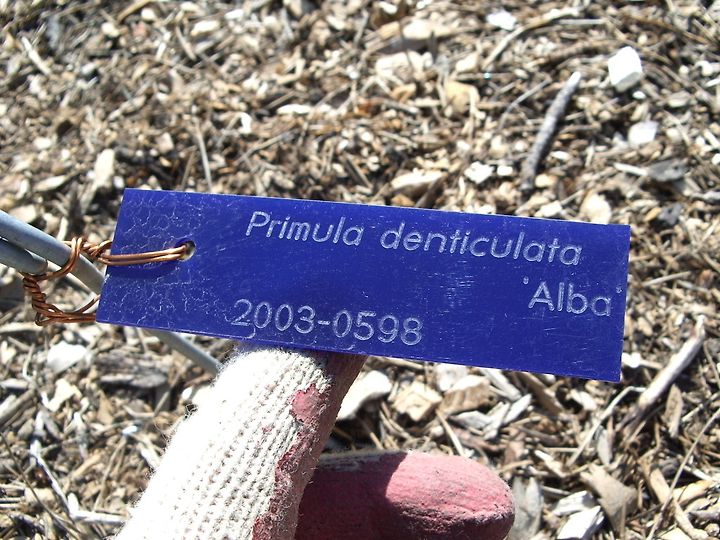 Primula denticulata
'Alba'
2003-0598